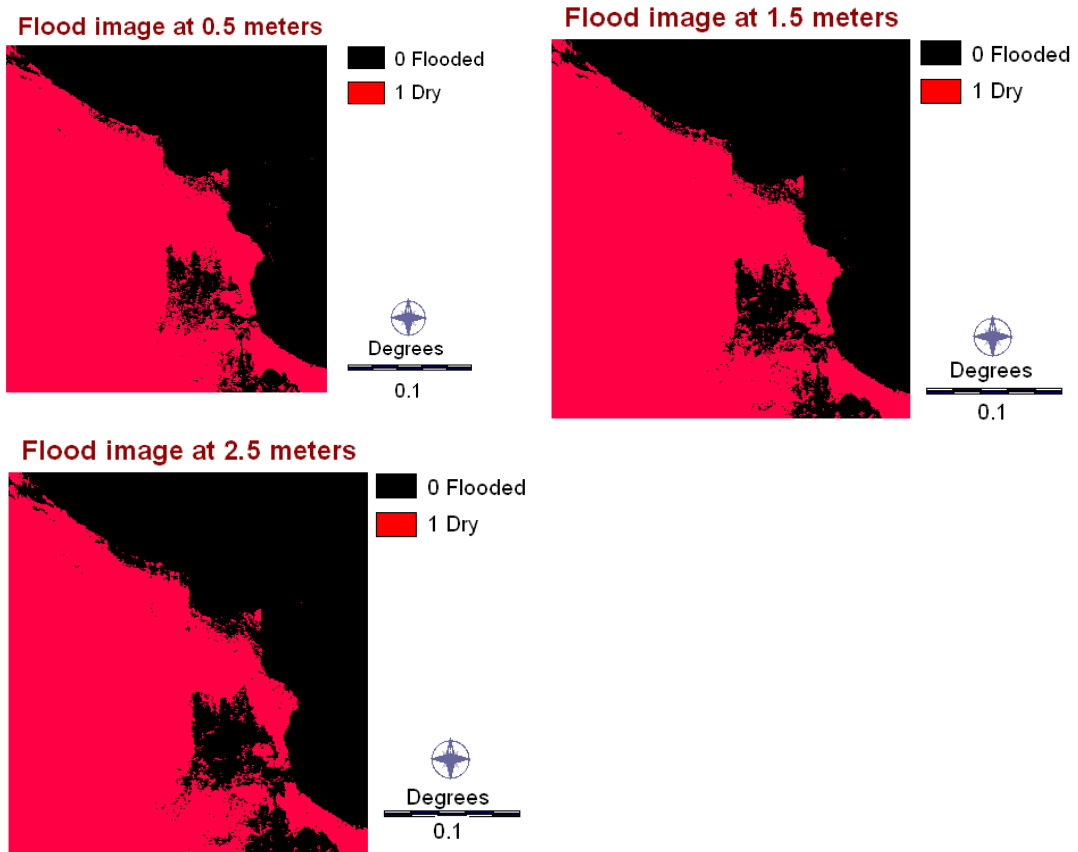 Flood image at 0.5 meters
0 Flooded
1 Dry
Degrees
0.1
Flood image at 1.5 meters
0 Flooded
1 Dry
Degrees
0.1
Flood image at 2.5 meters
0 Flooded
1 Dry
Degrees
0.1